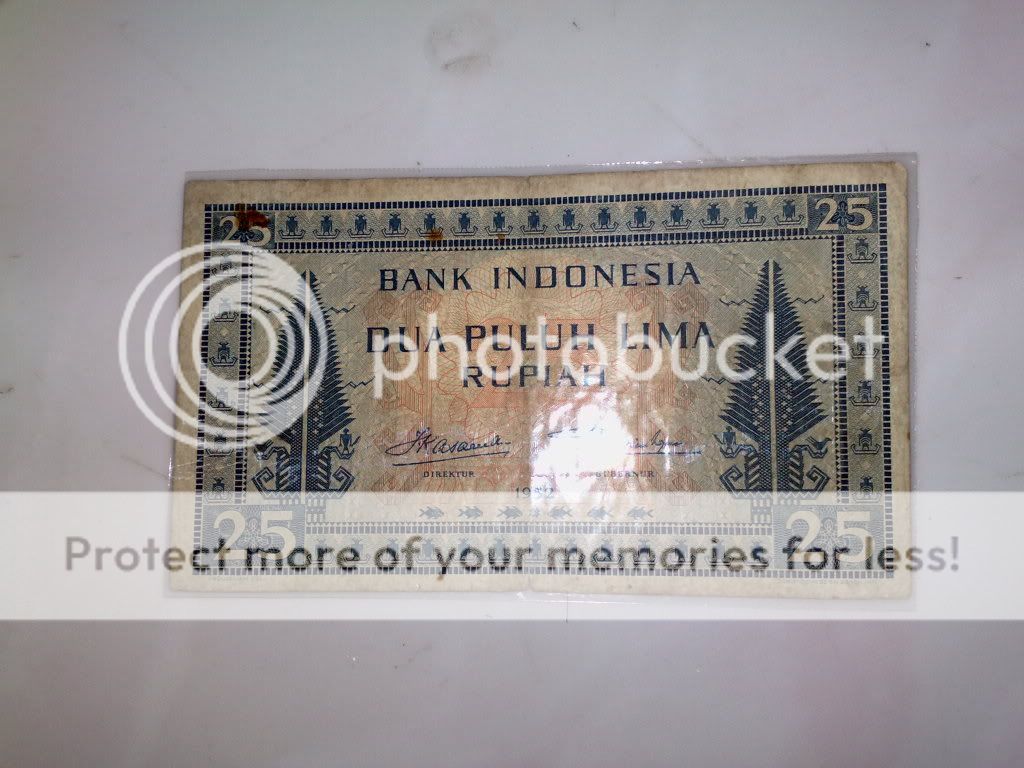 25 25
BANK INDONESIA
DUA PULUH LIMA
photobucket
RUPIAH
DIREKTUR GUBERNUR
1952
25 25
Protect more of your memories for less!